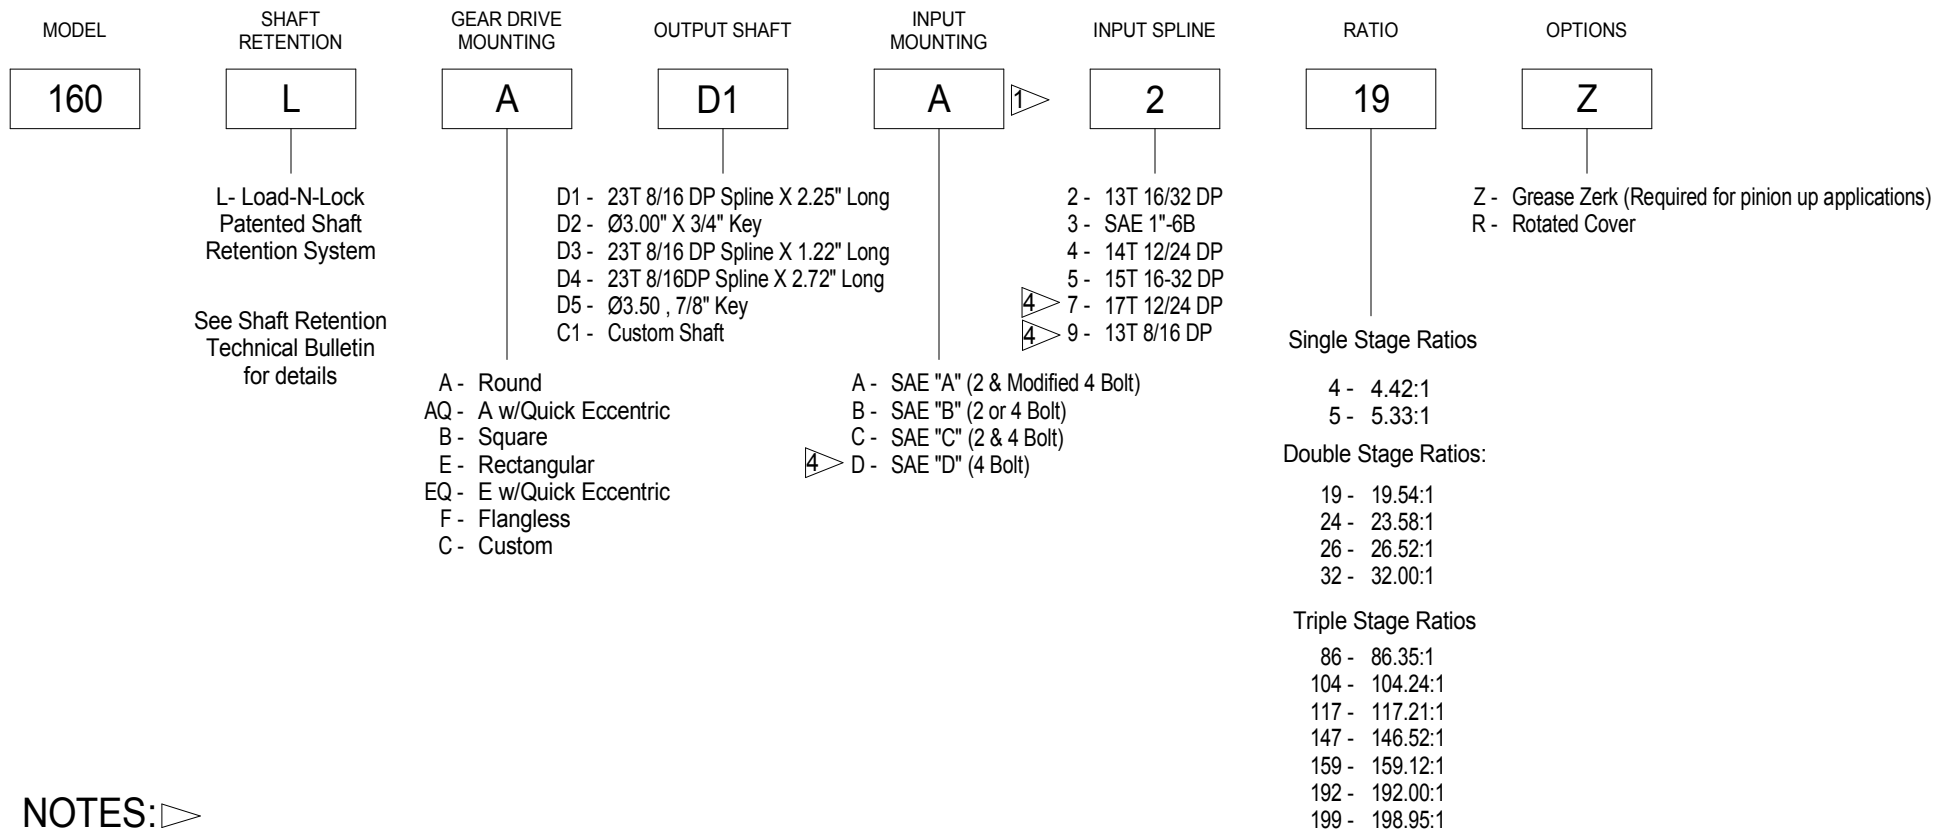 MODEL
SHAFT
RETENTION
GEAR DRIVE
MOUNTING
OUTPUT SHAFT
INPUT
MOUNTING
INPUT SPLINE
RATIO
OPTIONS
160
L
A
D1
A
1
2
19
Z
L- Load-N-Lock
Patented Shaft
Retention System
See Shaft Retention
Technical Bulletin
for details
A - Round
AQ - A w/Quick Eccentric
B - Square
E - Rectangular
EQ - E w/Quick Eccentric
F - Flangless
C - Custom
D1 - 23T 8/16 DP Spline X 2.25" Long
D2 - Ø3.00" X 3/4" Key
D3 - 23T 8/16 DP Spline X 1.22" Long
D4 - 23T 8/16DP Spline X 2.72" Long
D5 - Ø3.50 , 7/8" Key
C1 - Custom Shaft
A - SAE "A" (2 & Modified 4 Bolt)
B - SAE "B" (2 or 4 Bolt)
C - SAE "C" (2 & 4 Bolt)
4 D - SAE "D" (4 Bolt)
2 - 13T 16/32 DP
3 - SAE 1"-6B
4 - 14T 12/24 DP
5 - 15T 16-32 DP
4 7 - 17T 12/24 DP
4 9 - 13T 8/16 DP
Single Stage Ratios
4 - 4.42:1
5 - 5.33:1
Double Stage Ratios:
19 - 19.54:1
24 - 23.58:1
26 - 26.52:1
32 - 32.00:1
Triple Stage Ratios
86 - 86.35:1
104 - 104.24:1
117 - 117.21:1
147 - 146.52:1
159 - 159.12:1
192 - 192.00:1
199 - 198.95:1
Z - Grease Zerk (Required for pinion up applications)
R - Rotated Cover
NOTES: